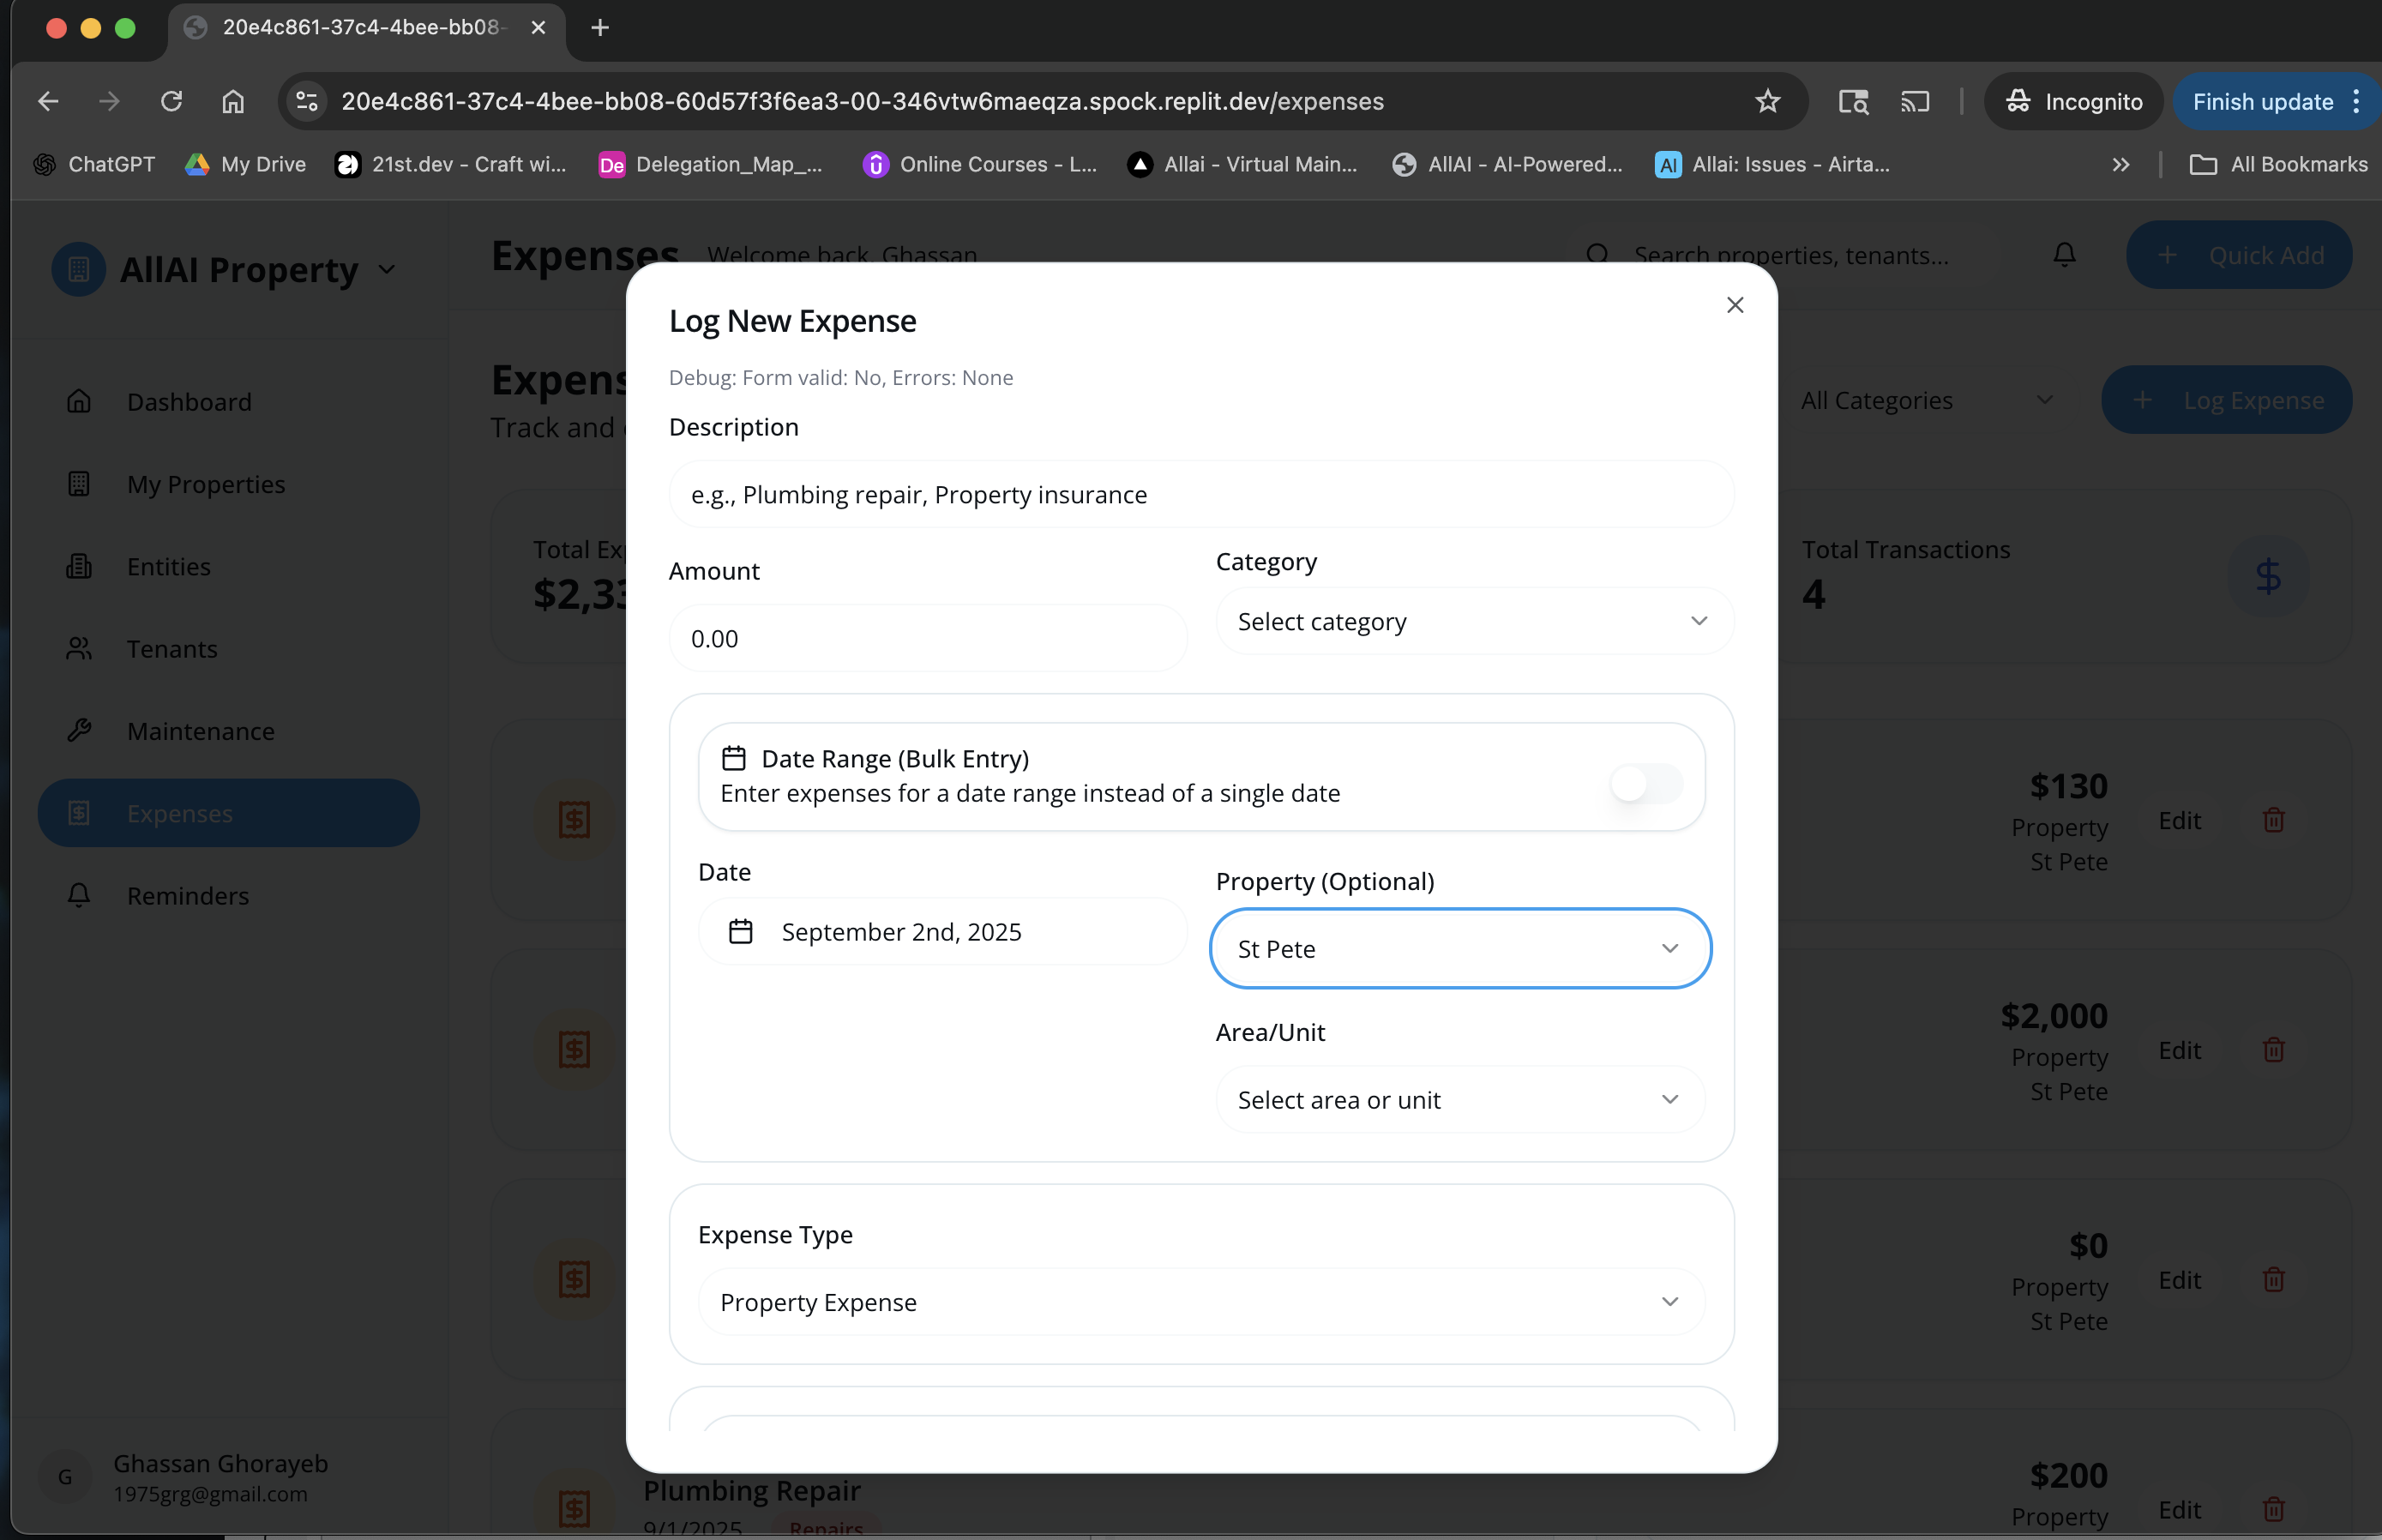 20e4c861-37c4-4bee-bb08-
20e4c861-37c4-4bee-bb08-60d57f3f6ea3-00-346vtw6maeqza.spock.replit.dev/expenses
Incognito
Finish update
ChatGPT
My Drive
21st.dev - Craft wi...
De
Delegation_Map_...
Online Courses - L...
Allai - Virtual Main...
AllAI - AI-Powered...
AI
Allai: Issues - Airta...
All Bookmarks
AllAI Property
Expenses
Welcome back, Ghassan
Search properties, tenants...
Quick Add
Dashboard
My Properties
Entities
Tenants
Maintenance
Expenses
Reminders
G
Ghassan Ghorayeb
1975grg@gmail.com
Expens
Track and
All Categories
Log Expense
Total Exp
$2,33
Total Transactions
4
Log New Expense
Debug: Form valid: No, Errors: None
Description
e.g., Plumbing repair, Property insurance
Amount
0.00
Category
Select category
Date Range (Bulk Entry)
Enter expenses for a date range instead of a single date
Date
September 2nd, 2025
Property (Optional)
St Pete
Area/Unit
Select area or unit
Expense Type
Property Expense
$130
Property
St Pete
Edit
$2,000
Property
St Pete
Edit
$0
Property
St Pete
Edit
Plumbing Repair
9/1/2025
Repairs
$200
Property
Edit